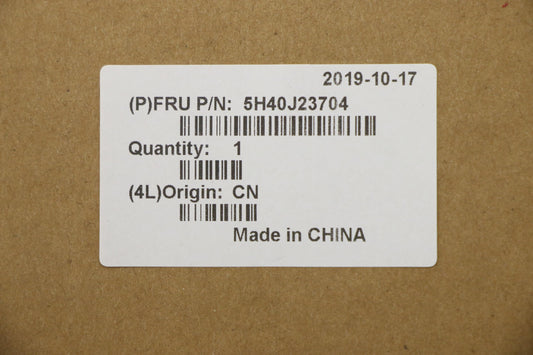 2019-10-17
(P)FRU P/N: 5H40J23704
Quantity: 1
(4L)Origin: CN
Made in CHINA